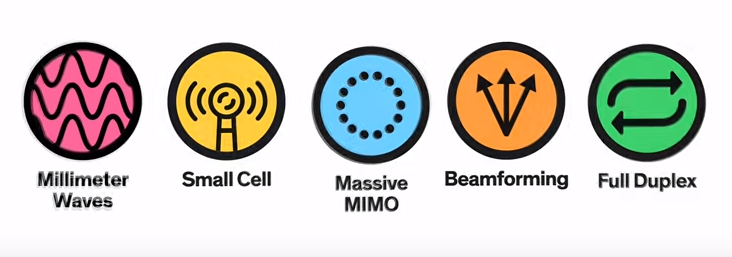 Millimeter
Waves
Small Cell
Massive
MIMO
Beamforming
Full Duplex